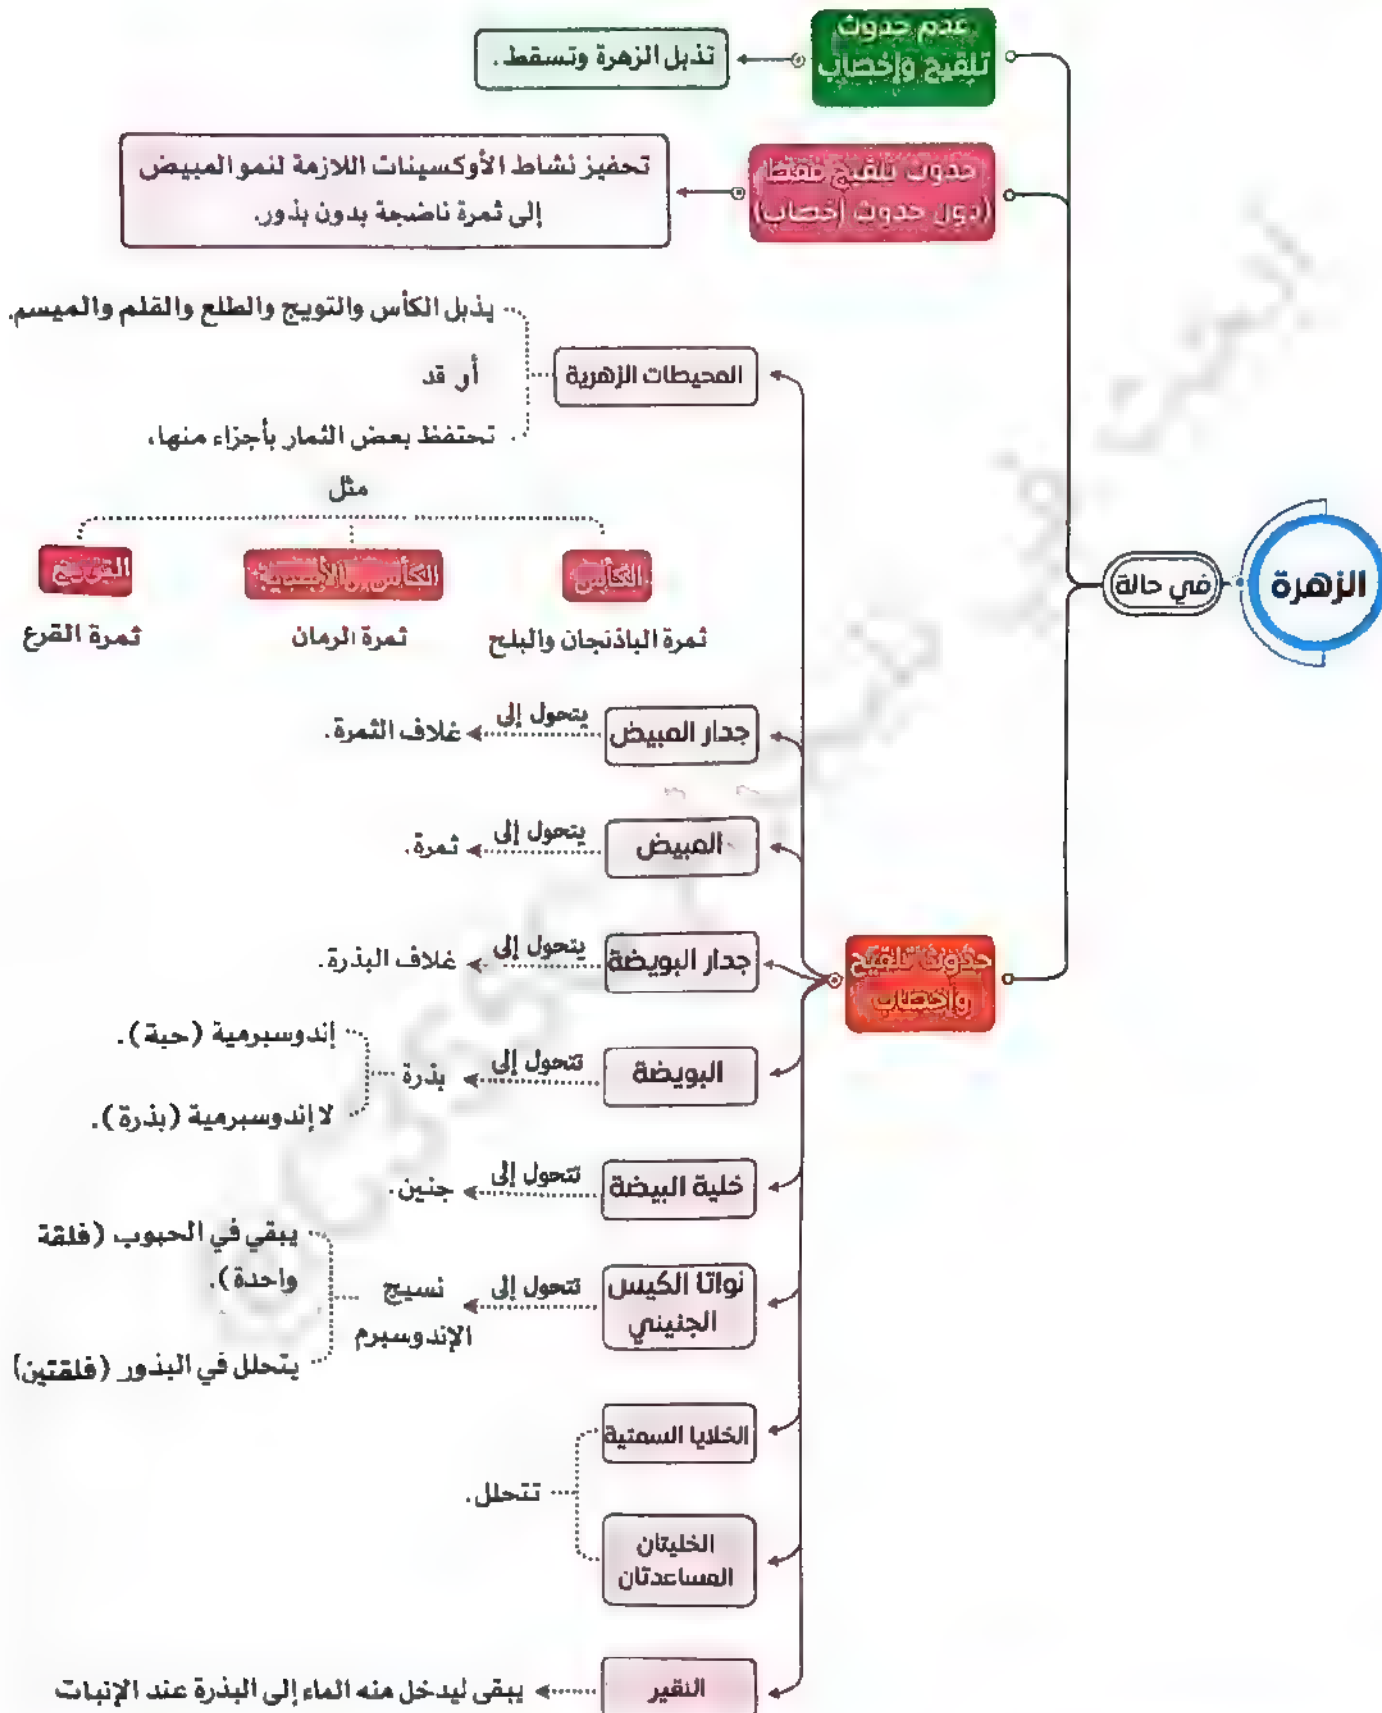 الزهرة
في حالة
عدم حدوث
تلقيح وإخصاب
تذبل الزهرة وتسقط.
حدوث تلقيح فقط
(دون حدوث إخصاب)
تحفيز نشاط الأوكسينات اللازمة لنمو المبيض
إلى ثمرة ناضجة بدون بذور.
حدوث تلقيح
وإخصاب
المحيطات الزهرية
يذبل الكأس والتويج والطلع والقلم والميسم.
أو قد
تحتفظ بعض الثمار بأجزاء منها،
مثل
الكأس
ثمرة الباذنجان والبلح
الكأس والأسدية
ثمرة الرمان
التويج
ثمرة القرع
جدار المبيض
يتحول إلى
غلاف الثمرة.
المبيض
يتحول إلى
ثمرة.
جدار البويضة
يتحول إلى
غلاف البذرة.
البويضة
تتحول إلى
بذرة
إندوسبرمية (حبة).
لا إندوسبرمية (بذرة).
خلية البيضة
تتحول إلى
جنين.
نواتا الكيس
الجنيني
تتحول إلى
نسيج
الإندوسبرم
يبقي في الحبوب (فلقة
واحدة).
يتحلل في البذور (فلقتين)
الخلايا السمتية
الخليتان
المساعدتان
تتحلل.
النقير
يبقى ليدخل منه الماء إلى البذرة عند الإنبات